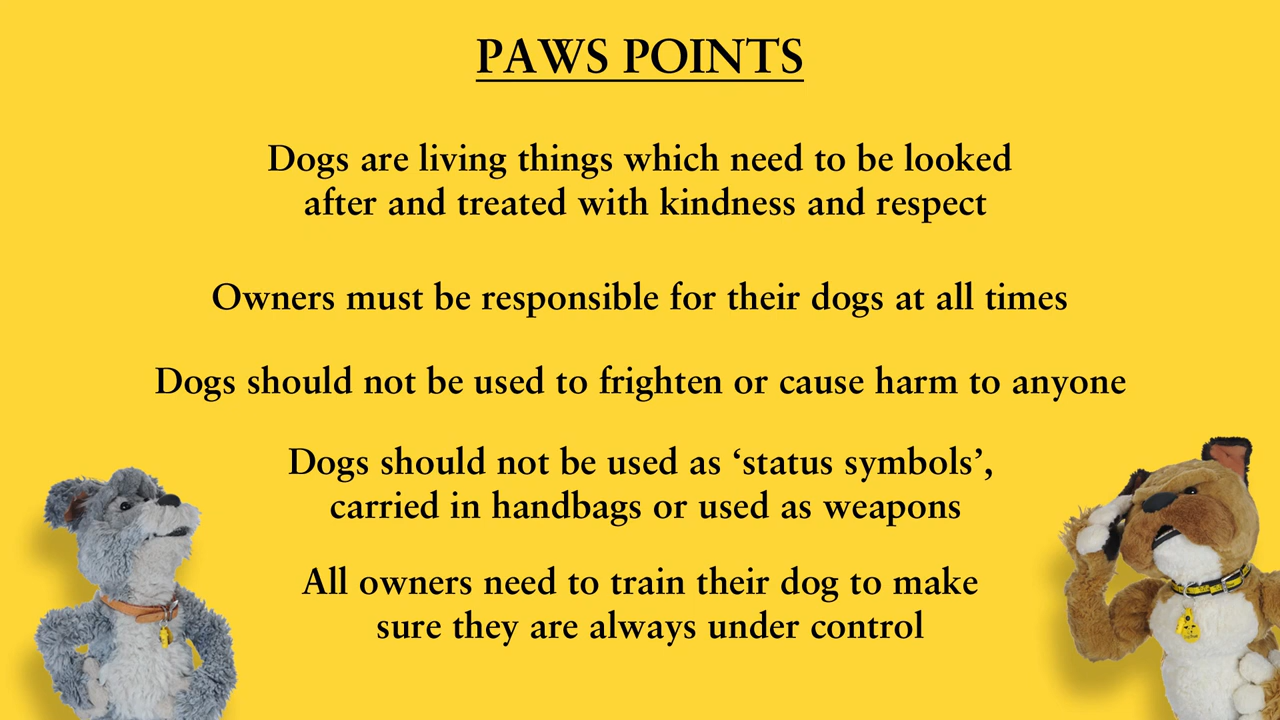 PAWS POINTS
Dogs are living things which need to be looked
after and treated with kindness and respect
Owners must be responsible for their dogs at all times
Dogs should not be used to frighten or cause harm to anyone
Dogs should not be used as ‘status symbols’,
carried in handbags or used as weapons
All owners need to train their dog to make
sure they are always under control